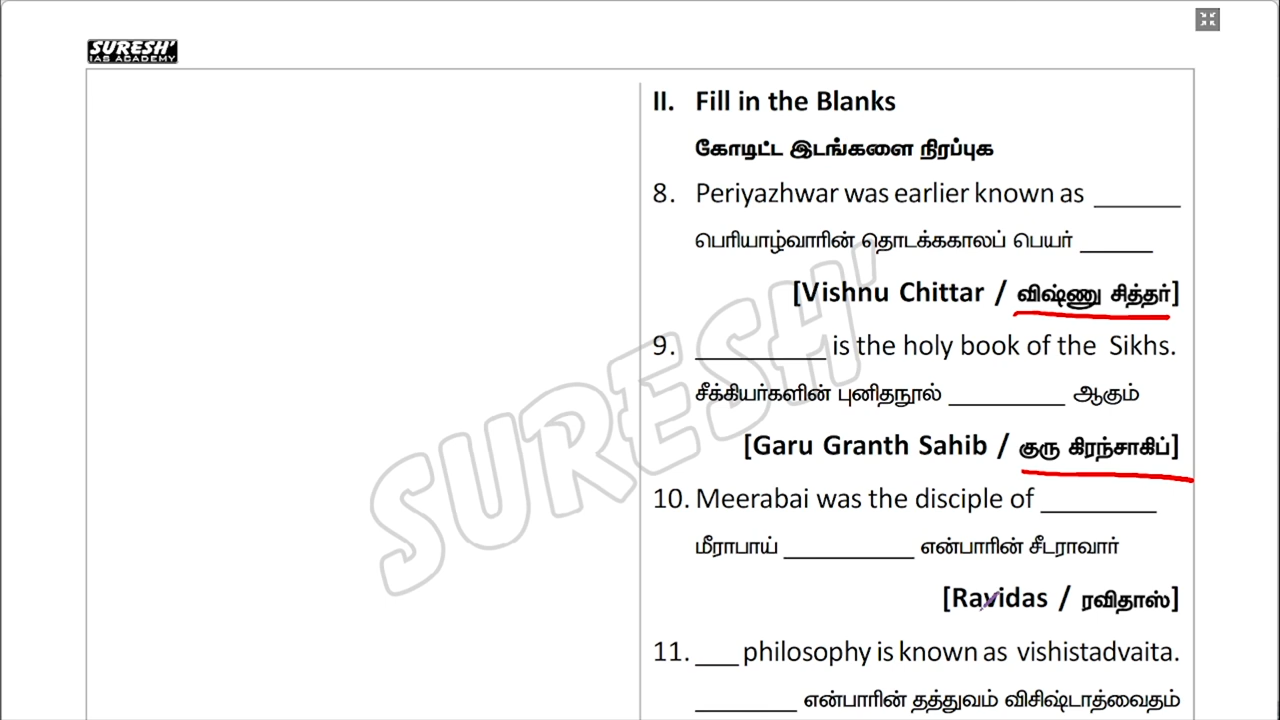 SURESH'
IAS ACADEMY
II. Fill in the Blanks
கோடிட்ட இடங்களை நிரப்புக
8. Periyazhwar was earlier known as ______
பெரியாழ்வாரின் தொடக்ககாலப் பெயர் ______
[Vishnu Chittar / விஷ்ணு சித்தர்]
9. _________ is the holy book of the Sikhs.
சீக்கியர்களின் புனிதநூல் _________ ஆகும்
[Garu Granth Sahib / குரு கிரந்சாகிப்]
10. Meerabai was the disciple of ________
மீராபாய் __________ என்பாரின் சீடராவார்
[Ravidas / ரவிதாஸ்]
11. ___ philosophy is known as vishistadvaita.
________ என்பாரின் தத்துவம் விசிஷ்டாத்வைதம்
SURESH'